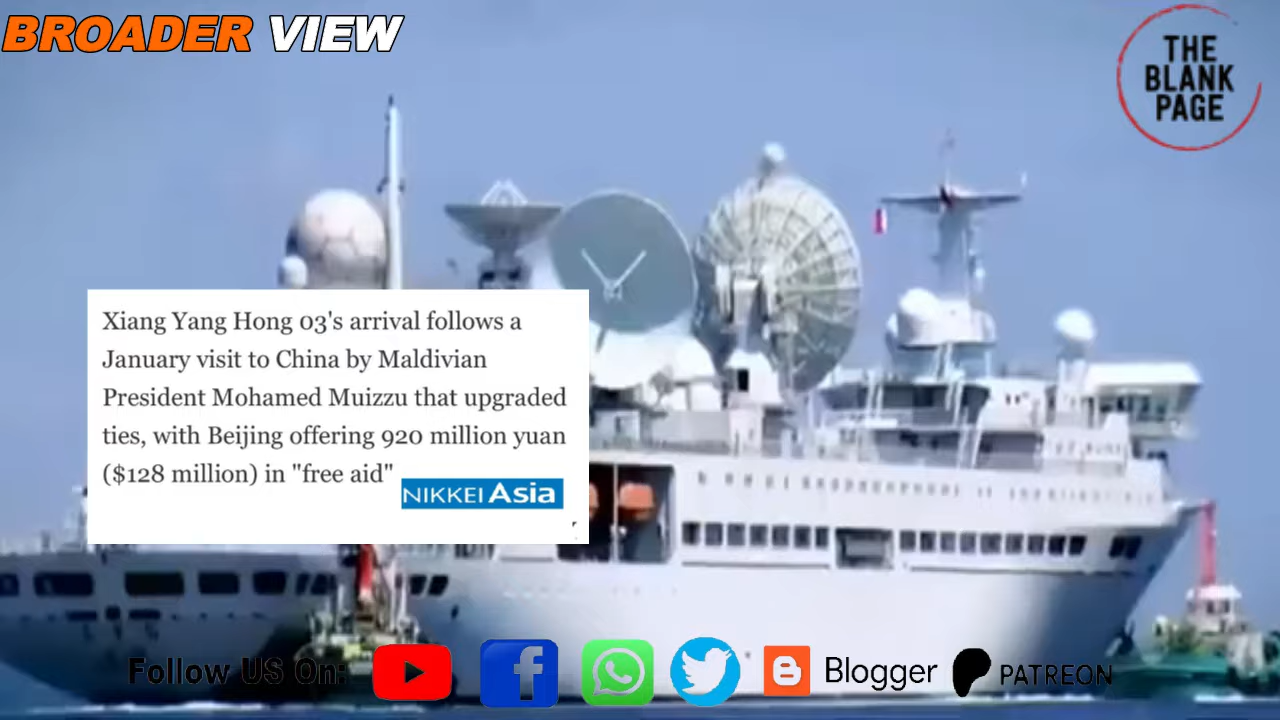 BROADER VIEW
THE
BLANK
PAGE
Xiang Yang Hong 03's arrival follows a
January visit to China by Maldivian
President Mohamed Muizzu that upgraded
ties, with Beijing offering 920 million yuan
($128 million) in "free aid"
NIKKEI Asia
Follow US On:
Blogger
PATREON